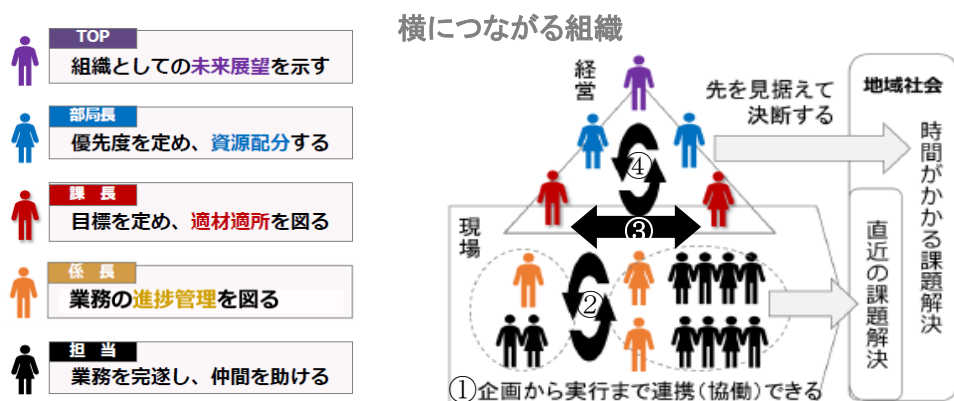 横につながる組織
TOP
組織としての未来展望を示す
部局長
優先度を定め、資源配分する
課 長
目標を定め、適材適所を図る
係 長
業務の進捗管理を図る
担 当
業務を完遂し、仲間を助ける
経営
先を見据えて
決断する
地域社会
時間がかかる課題解決
直近の課題解決
現場
④
③
②
①企画から実行まで連携(協働)できる